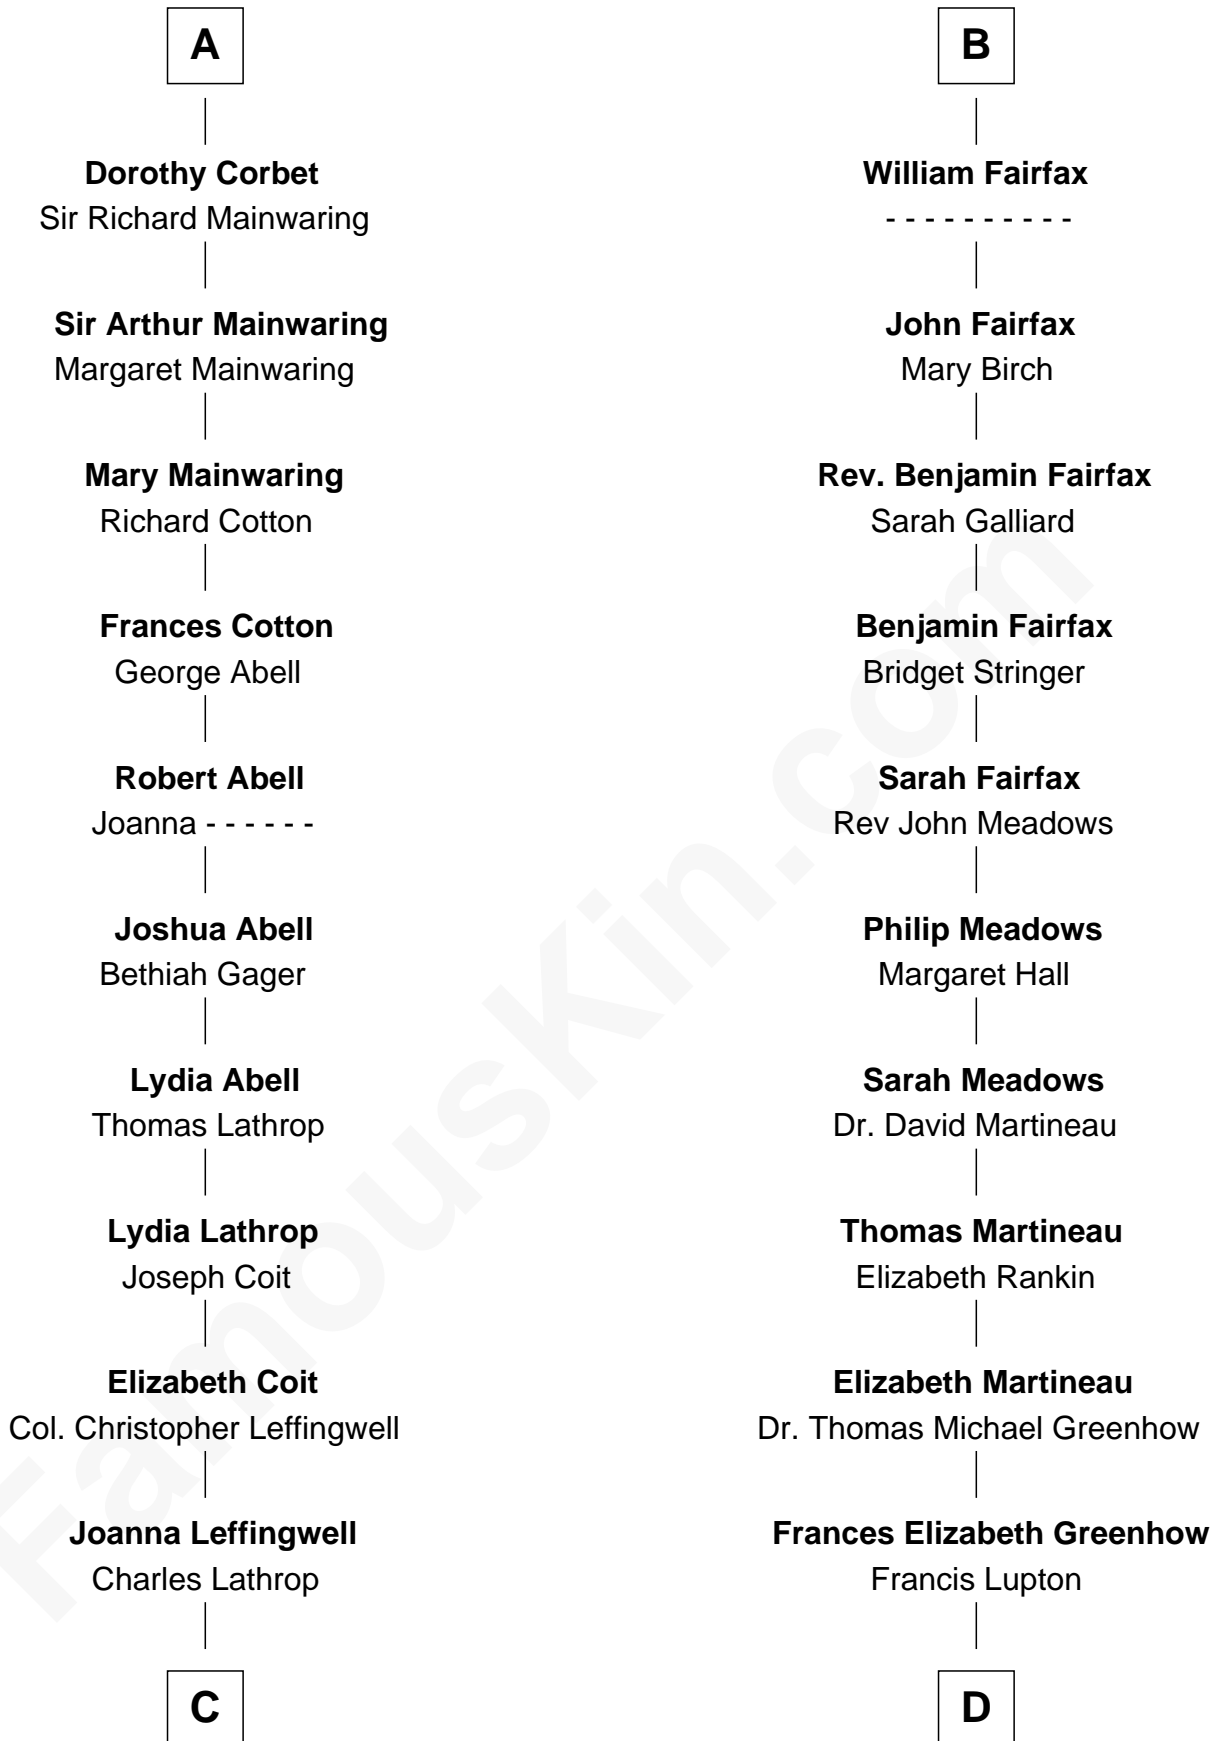 A
Dorothy Corbet
Sir Richard Mainwaring
Sir Arthur Mainwaring
Margaret Mainwaring
Mary Mainwaring
Richard Cotton
Frances Cotton
George Abell
Robert Abell
Joanna - - - - - -
Joshua Abell
Bethiah Gager
Lydia Abell
Thomas Lathrop
Lydia Lathrop
Joseph Coit
Elizabeth Coit
Col. Christopher Leffingwell
Joanna Leffingwell
Charles Lathrop
C
B
William Fairfax
- - - - - - - - - -
John Fairfax
Mary Birch
Rev. Benjamin Fairfax
Sarah Galliard
Benjamin Fairfax
Bridget Stringer
Sarah Fairfax
Rev John Meadows
Philip Meadows
Margaret Hall
Sarah Meadows
Dr. David Martineau
Thomas Martineau
Elizabeth Rankin
Elizabeth Martineau
Dr. Thomas Michael Greenhow
Frances Elizabeth Greenhow
Francis Lupton
D
FamousKin.com